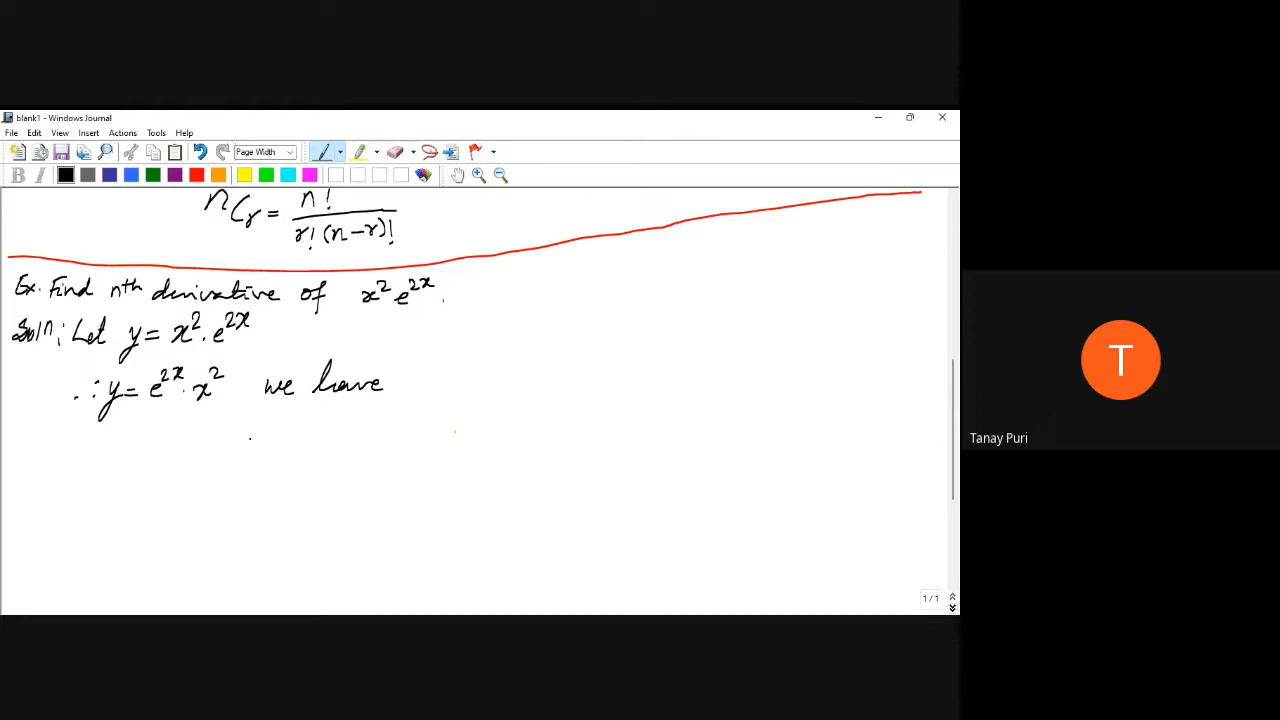 blank1 - Windows Journal
File Edit View Insert Actions Tools Help
Page Width
B I
nCr = n! / r! (n-r)!
Ex. Find nth derivative of x² e^2x.
Soln: Let y = x² . e^2x
∴ y = e^2x . x² we have
1 / 1
T
Tanay Puri